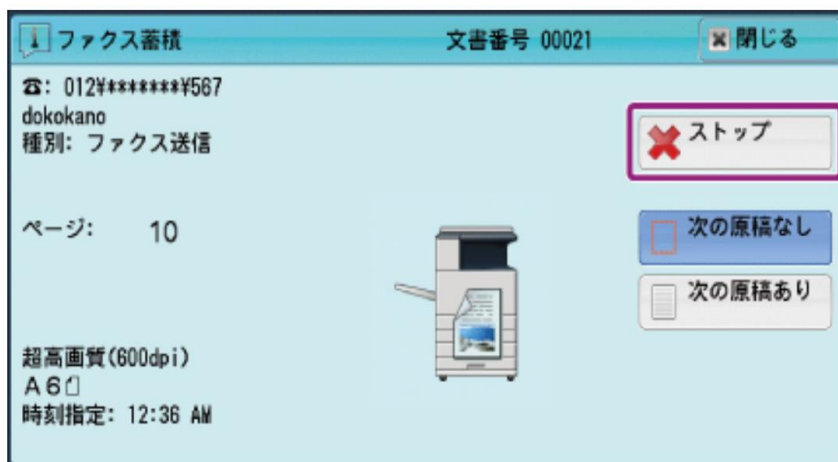 ファクス蓄積 文書番号 00021 閉じる
☎: 012¥*******¥567
dokokano
種別: ファクス送信
ストップ
ページ: 10
次の原稿なし
次の原稿あり
超高画質(600dpi)
A6
時刻指定: 12:36 AM